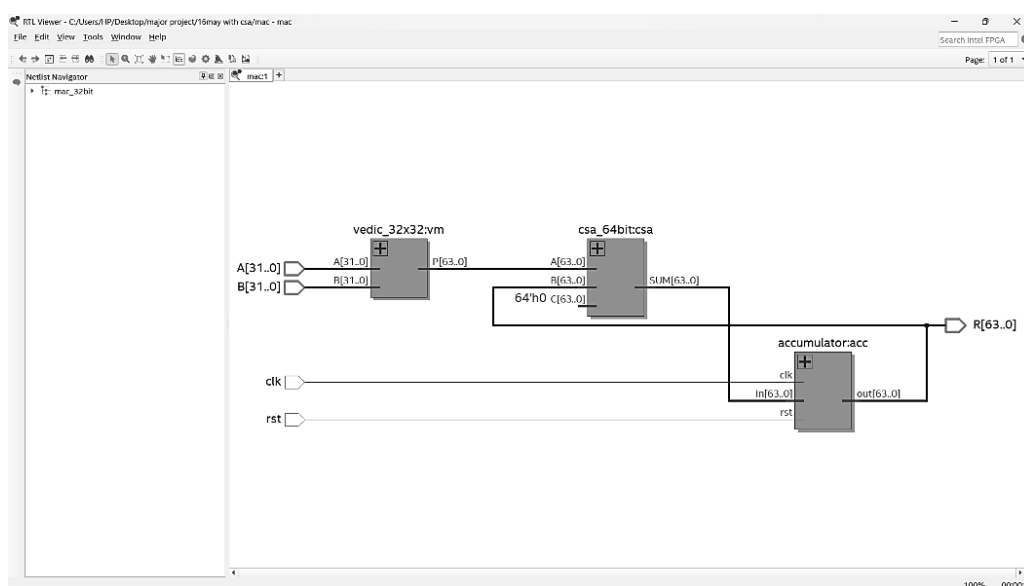 RTL Viewer - C:/Users/HP/Desktop/major project/16may with csa/mac - mac
File Edit View Tools Window Help
Search Intel FPGA
Page: 1 of 1
Netlist Navigator
mac:1
mac_32bit
vedic_32x32:vm
csa_64bit:csa
A[31..0]
A[31..0]
P[63..0]
A[63..0]
B[31..0]
B[31..0]
B[63..0]
SUM[63..0]
64'h0
C[63..0]
R[63..0]
accumulator:acc
clk
clk
In[63..0]
out[63..0]
rst
rst
100%